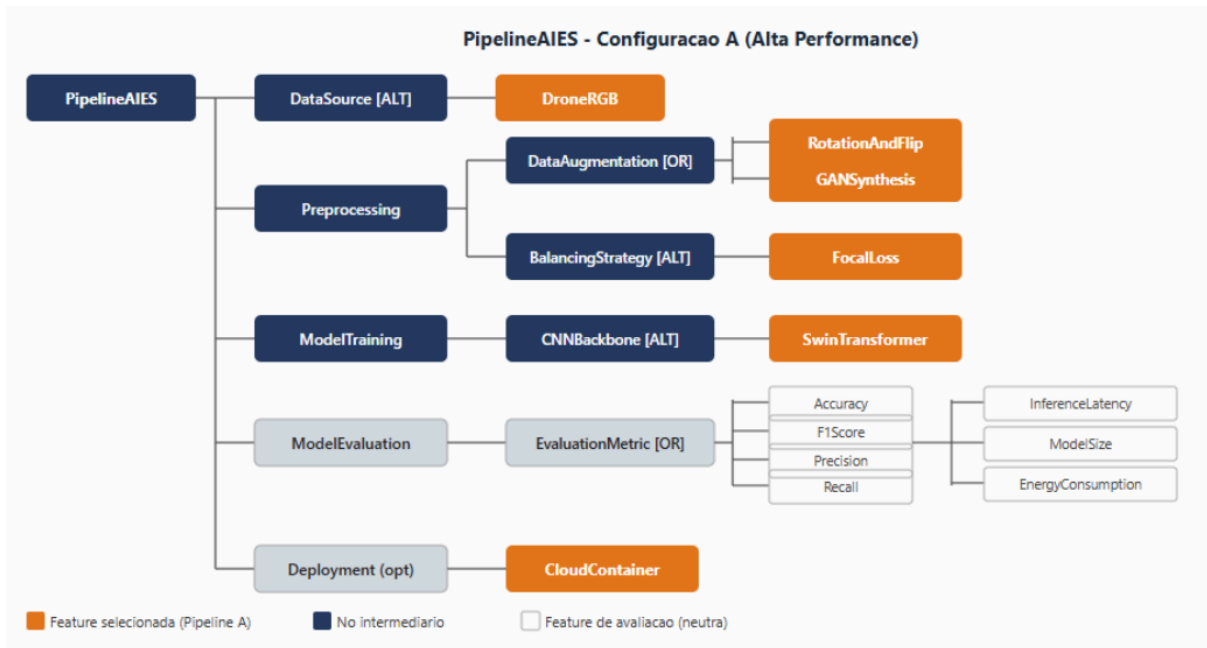 PipelineAIES - Configuracao A (Alta Performance)
PipelineAIES
DataSource [ALT]
DroneRGB
Preprocessing
DataAugmentation [OR]
RotationAndFlip
GANSynthesis
BalancingStrategy [ALT]
FocalLoss
ModelTraining
CNNBackbone [ALT]
SwinTransformer
ModelEvaluation
EvaluationMetric [OR]
Accuracy
F1Score
Precision
Recall
InferenceLatency
ModelSize
EnergyConsumption
Deployment (opt)
CloudContainer
Feature selecionada (Pipeline A)
No intermediario
Feature de avaliacao (neutra)